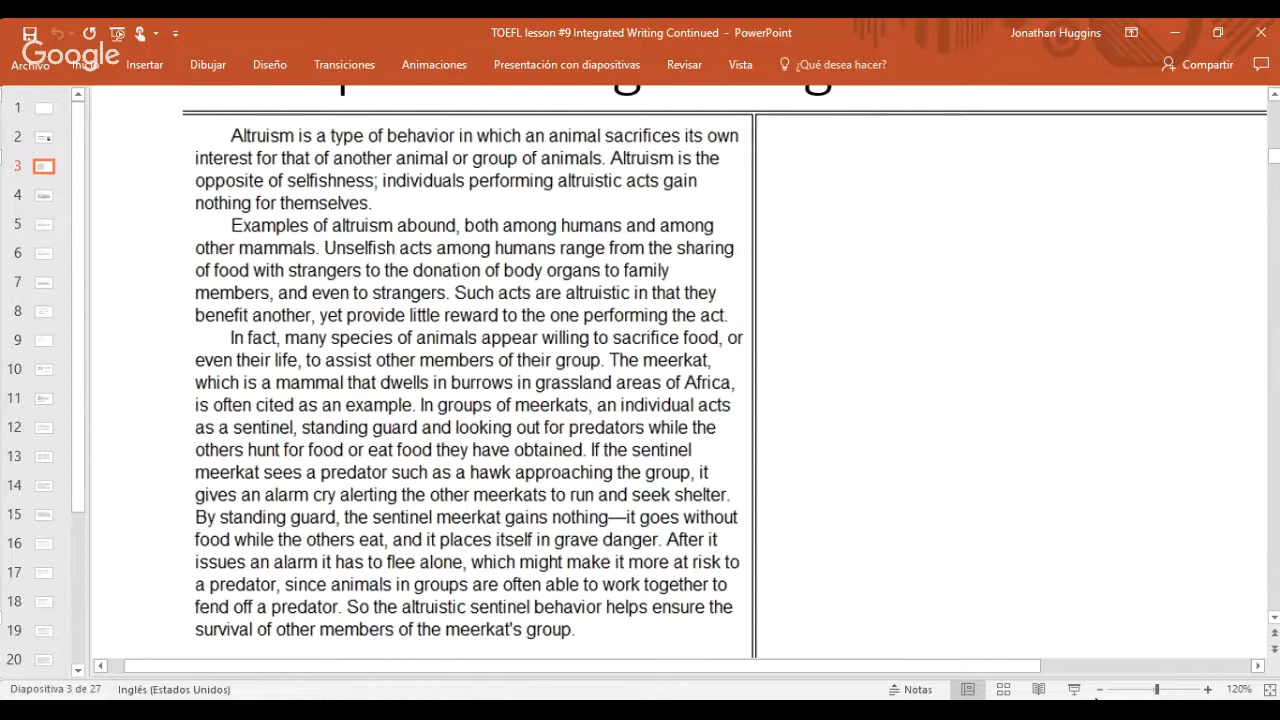 TOEFL lesson #9 Integrated Writing Continued - PowerPoint
Jonathan Huggins
Google
Archivo Insertar Dibujar Diseño Transiciones Animaciones Presentación con diapositivas Revisar Vista ¿Qué desea hacer? Compartir
1
2
3
4
5
6
7
8
9
10
11
12
13
14
15
16
17
18
19
20
Altruism is a type of behavior in which an animal sacrifices its own
interest for that of another animal or group of animals. Altruism is the
opposite of selfishness; individuals performing altruistic acts gain
nothing for themselves.
Examples of altruism abound, both among humans and among
other mammals. Unselfish acts among humans range from the sharing
of food with strangers to the donation of body organs to family
members, and even to strangers. Such acts are altruistic in that they
benefit another, yet provide little reward to the one performing the act.
In fact, many species of animals appear willing to sacrifice food, or
even their life, to assist other members of their group. The meerkat,
which is a mammal that dwells in burrows in grassland areas of Africa,
is often cited as an example. In groups of meerkats, an individual acts
as a sentinel, standing guard and looking out for predators while the
others hunt for food or eat food they have obtained. If the sentinel
meerkat sees a predator such as a hawk approaching the group, it
gives an alarm cry alerting the other meerkats to run and seek shelter.
By standing guard, the sentinel meerkat gains nothing—it goes without
food while the others eat, and it places itself in grave danger. After it
issues an alarm it has to flee alone, which might make it more at risk to
a predator, since animals in groups are often able to work together to
fend off a predator. So the altruistic sentinel behavior helps ensure the
survival of other members of the meerkat's group.
Diapositiva 3 de 27 Inglés (Estados Unidos) Notas 120%